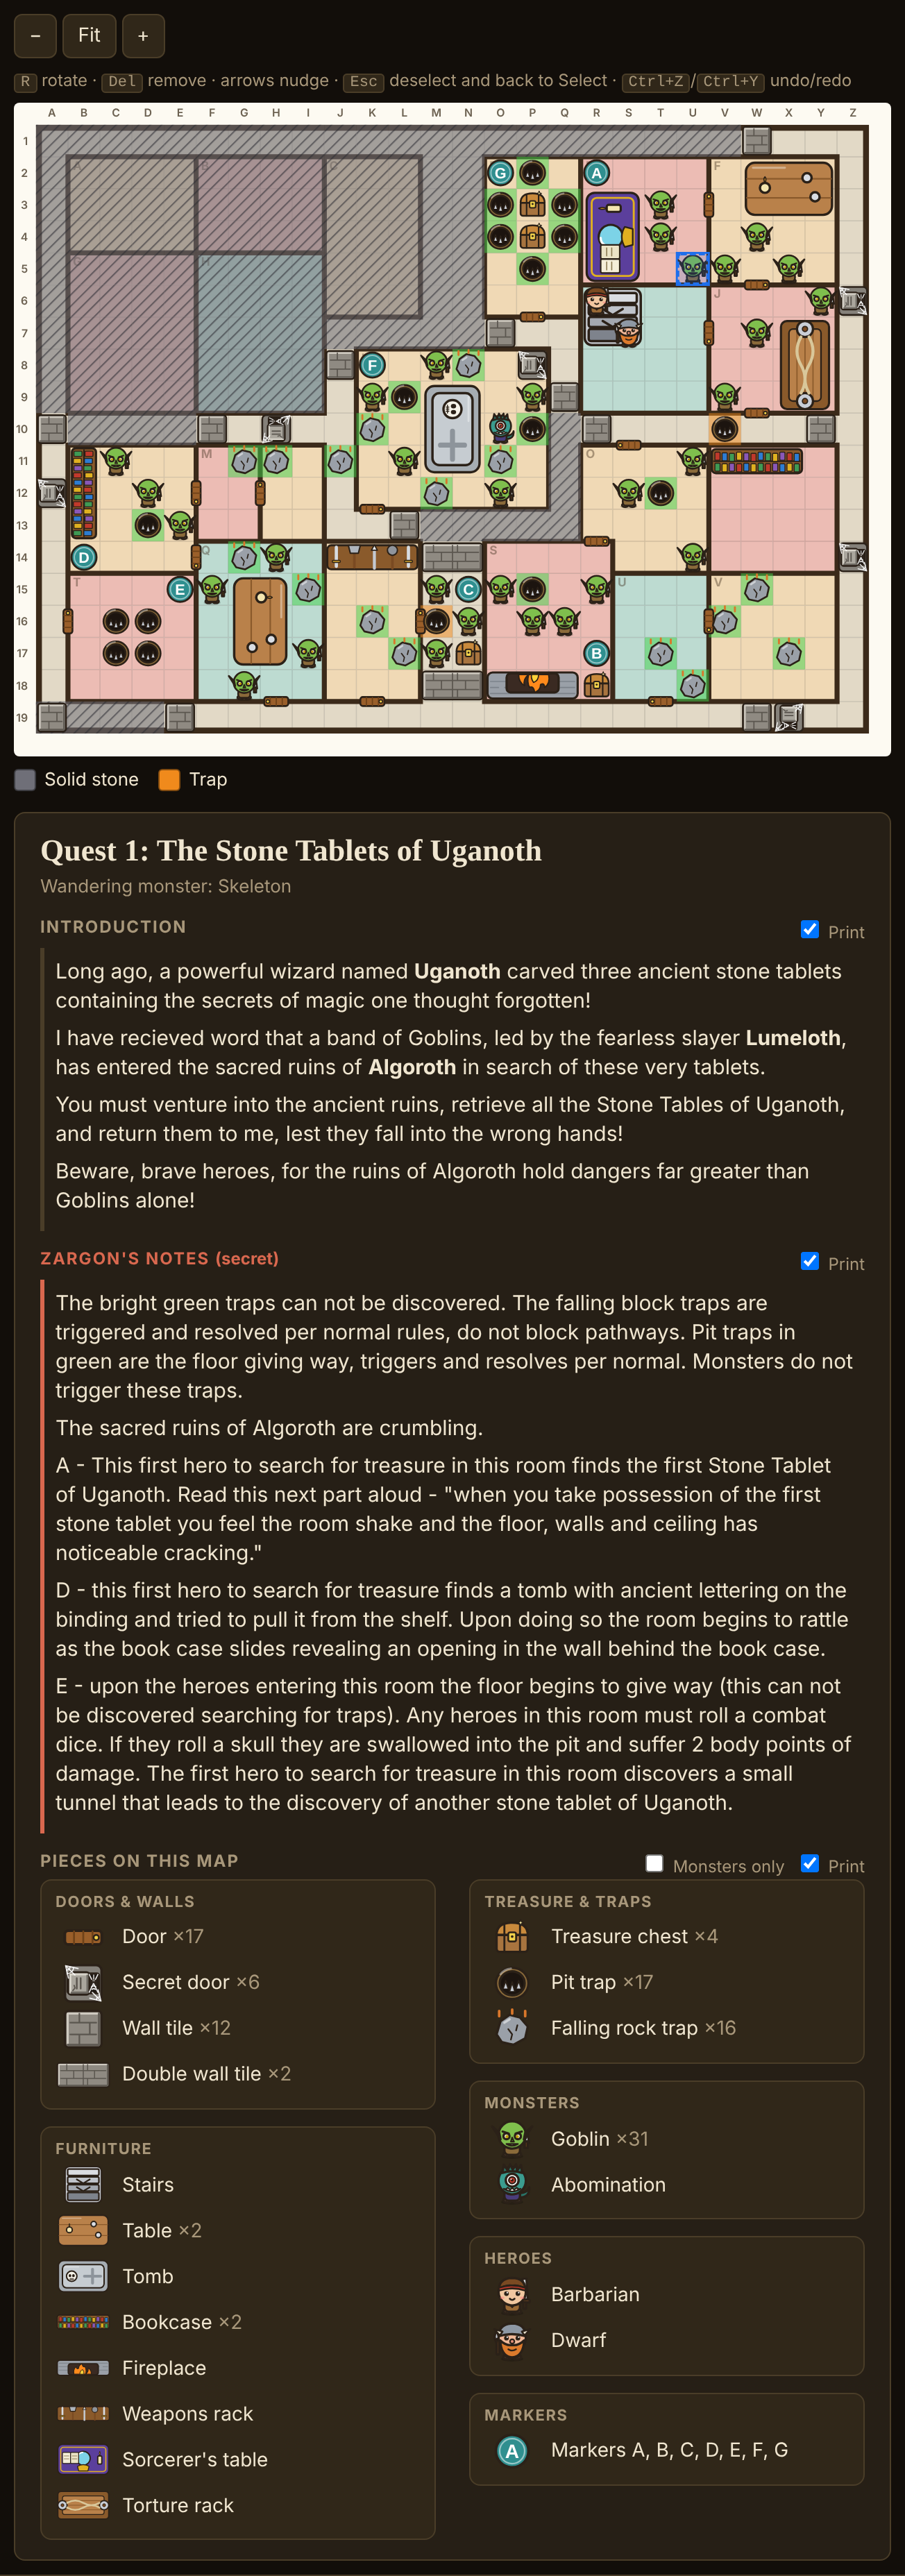 − Fit +
R rotate · Del remove · arrows nudge · Esc deselect and back to Select · Ctrl+Z/Ctrl+Y undo/redo
A B C D E F G H I J K L M N O P Q R S T U V W X Y Z
1
2 G A F
3
4
5
6 J
7
8 F
9
10
11 M O
12
13
14 D Q S
15 T E C U V
16
17 B
18
19
Solid stone Trap
Quest 1: The Stone Tablets of Uganoth
Wandering monster: Skeleton
INTRODUCTION Print
Long ago, a powerful wizard named Uganoth carved three ancient stone tablets
containing the secrets of magic one thought forgotten!
I have recieved word that a band of Goblins, led by the fearless slayer Lumeloth,
has entered the sacred ruins of Algoroth in search of these very tablets.
You must venture into the ancient ruins, retrieve all the Stone Tables of Uganoth,
and return them to me, lest they fall into the wrong hands!
Beware, brave heroes, for the ruins of Algoroth hold dangers far greater than
Goblins alone!
ZARGON'S NOTES (secret) Print
The bright green traps can not be discovered. The falling block traps are
triggered and resolved per normal rules, do not block pathways. Pit traps in
green are the floor giving way, triggers and resolves per normal. Monsters do not
trigger these traps.
The sacred ruins of Algoroth are crumbling.
A - This first hero to search for treasure in this room finds the first Stone Tablet
of Uganoth. Read this next part aloud - "when you take possession of the first
stone tablet you feel the room shake and the floor, walls and ceiling has
noticeable cracking."
D - this first hero to search for treasure finds a tomb with ancient lettering on the
binding and tried to pull it from the shelf. Upon doing so the room begins to rattle
as the book case slides revealing an opening in the wall behind the book case.
E - upon the heroes entering this room the floor begins to give way (this can not
be discovered searching for traps). Any heroes in this room must roll a combat
dice. If they roll a skull they are swallowed into the pit and suffer 2 body points of
damage. The first hero to search for treasure in this room discovers a small
tunnel that leads to the discovery of another stone tablet of Uganoth.
PIECES ON THIS MAP Monsters only Print
DOORS & WALLS
Door ×17
Secret door ×6
Wall tile ×12
Double wall tile ×2
FURNITURE
Stairs
Table ×2
Tomb
Bookcase ×2
Fireplace
Weapons rack
Sorcerer's table
Torture rack
TREASURE & TRAPS
Treasure chest ×4
Pit trap ×17
Falling rock trap ×16
MONSTERS
Goblin ×31
Abomination
HEROES
Barbarian
Dwarf
MARKERS
A Markers A, B, C, D, E, F, G